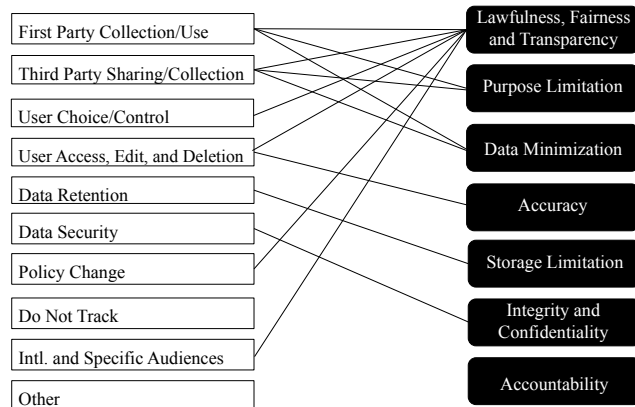 First Party Collection/Use
Third Party Sharing/Collection
User Choice/Control
User Access, Edit, and Deletion
Data Retention
Data Security
Policy Change
Do Not Track
Intl. and Specific Audiences
Other
Lawfulness, Fairness
and Transparency
Purpose Limitation
Data Minimization
Accuracy
Storage Limitation
Integrity and
Confidentiality
Accountability